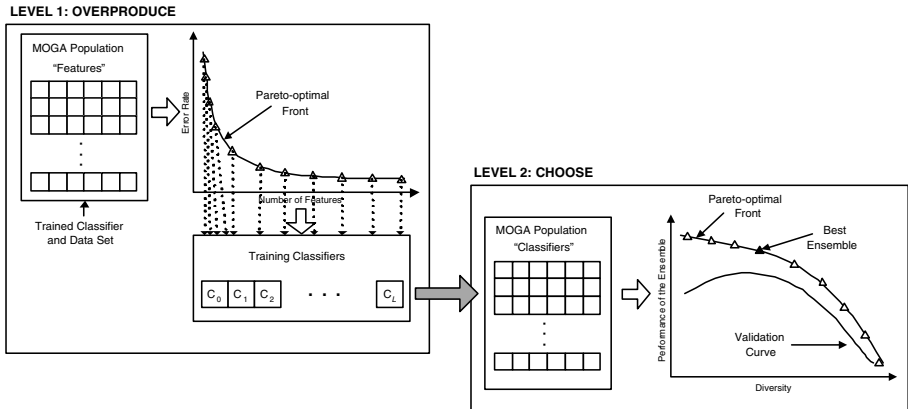 LEVEL 1: OVERPRODUCE
MOGA Population
“Features”
Trained Classifier
and Data Set
Error Rate
Pareto-optimal
Front
Number of Features
Training Classifiers
C0 C1 C2 . . . CL
LEVEL 2: CHOOSE
MOGA Population
“Classifiers”
Performance of the Ensemble
Pareto-optimal
Front
Best
Ensemble
Validation
Curve
Diversity